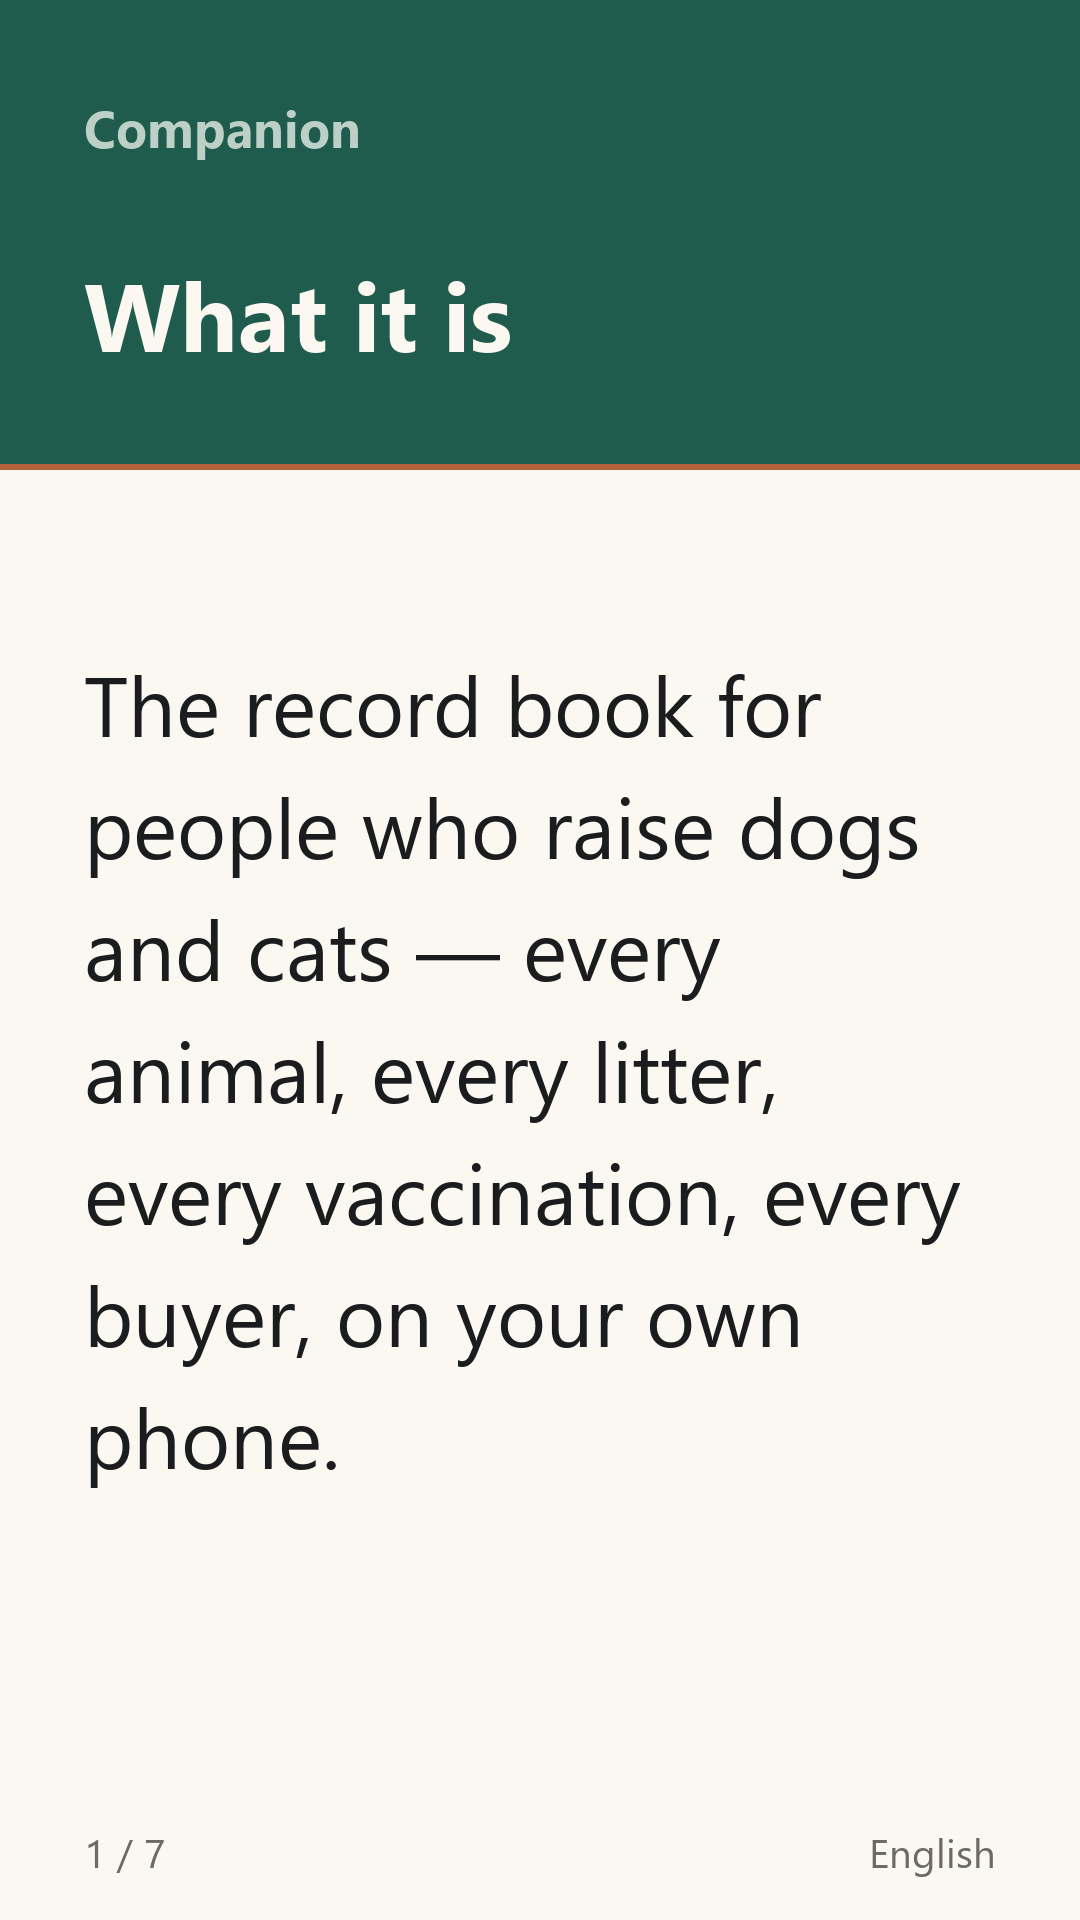 Companion
What it is
The record book for
people who raise dogs
and cats — every
animal, every litter,
every vaccination, every
buyer, on your own
phone.
1 / 7
English